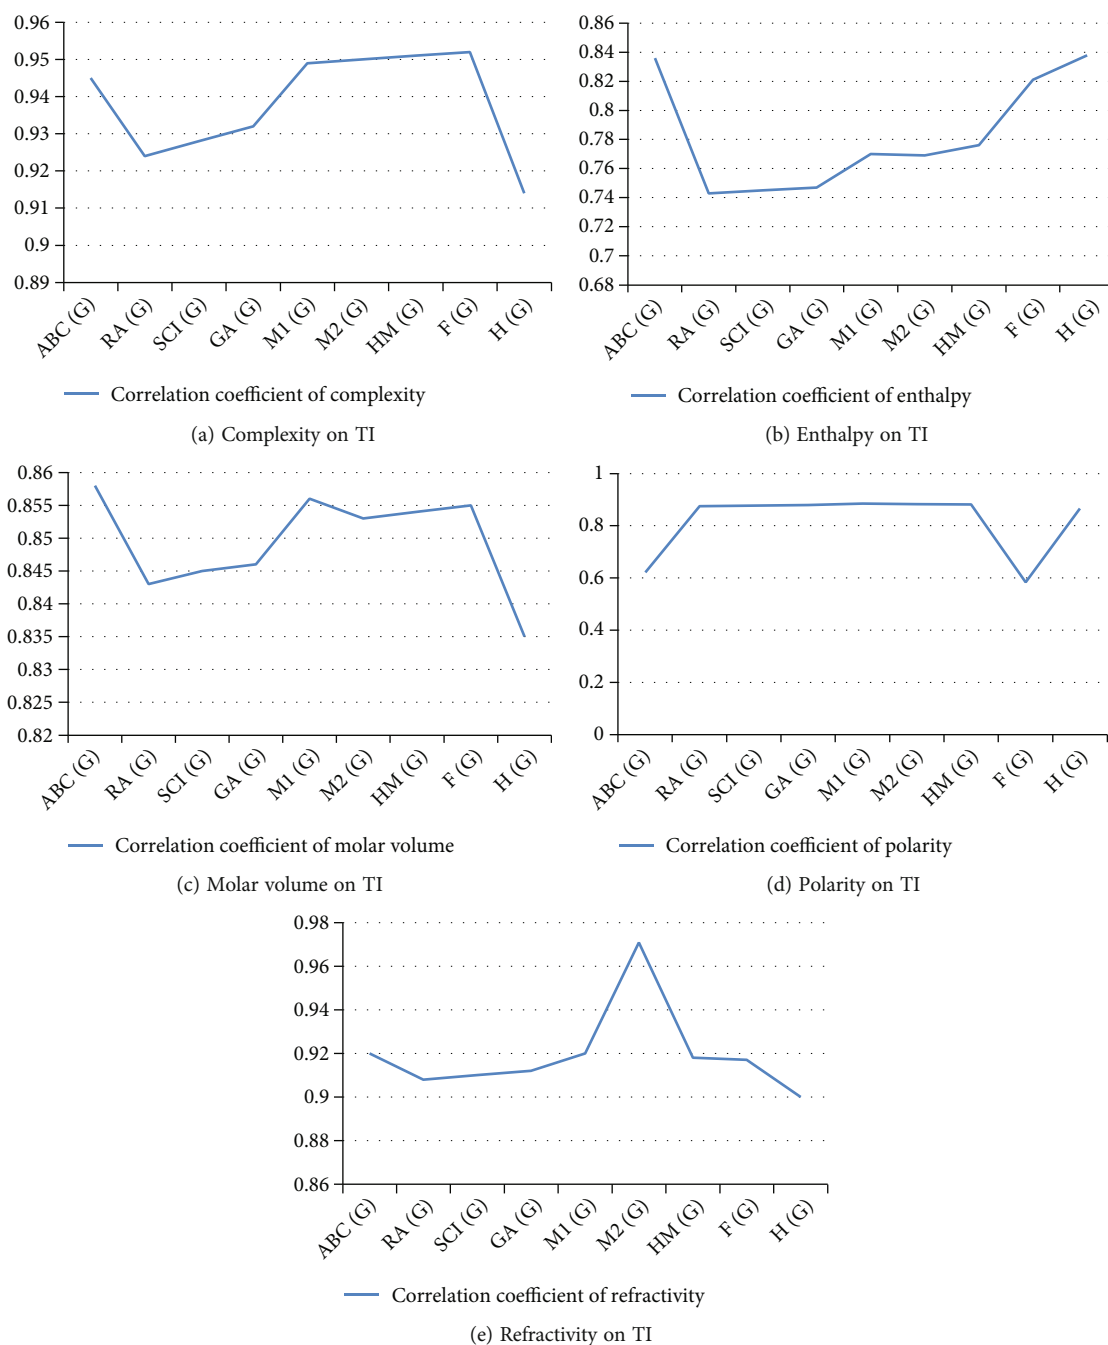 0.96
0.95
0.94
0.93
0.92
0.91
0.9
0.89
ABC (G)
RA (G)
SCI (G)
GA (G)
M1 (G)
M2 (G)
HM (G)
F (G)
H (G)
Correlation coefficient of complexity
(a) Complexity on TI
0.86
0.84
0.82
0.8
0.78
0.76
0.74
0.72
0.7
0.68
ABC (G)
RA (G)
SCI (G)
GA (G)
M1 (G)
M2 (G)
HM (G)
F (G)
H (G)
Correlation coefficient of enthalpy
(b) Enthalpy on TI
0.86
0.855
0.85
0.845
0.84
0.835
0.83
0.825
0.82
ABC (G)
RA (G)
SCI (G)
GA (G)
M1 (G)
M2 (G)
HM (G)
F (G)
H (G)
Correlation coefficient of molar volume
(c) Molar volume on TI
1
0.8
0.6
0.4
0.2
0
ABC (G)
RA (G)
SCI (G)
GA (G)
M1 (G)
M2 (G)
HM (G)
F (G)
H (G)
Correlation coefficient of polarity
(d) Polarity on TI
0.98
0.96
0.94
0.92
0.9
0.88
0.86
ABC (G)
RA (G)
SCI (G)
GA (G)
M1 (G)
M2 (G)
HM (G)
F (G)
H (G)
Correlation coefficient of refractivity
(e) Refractivity on TI